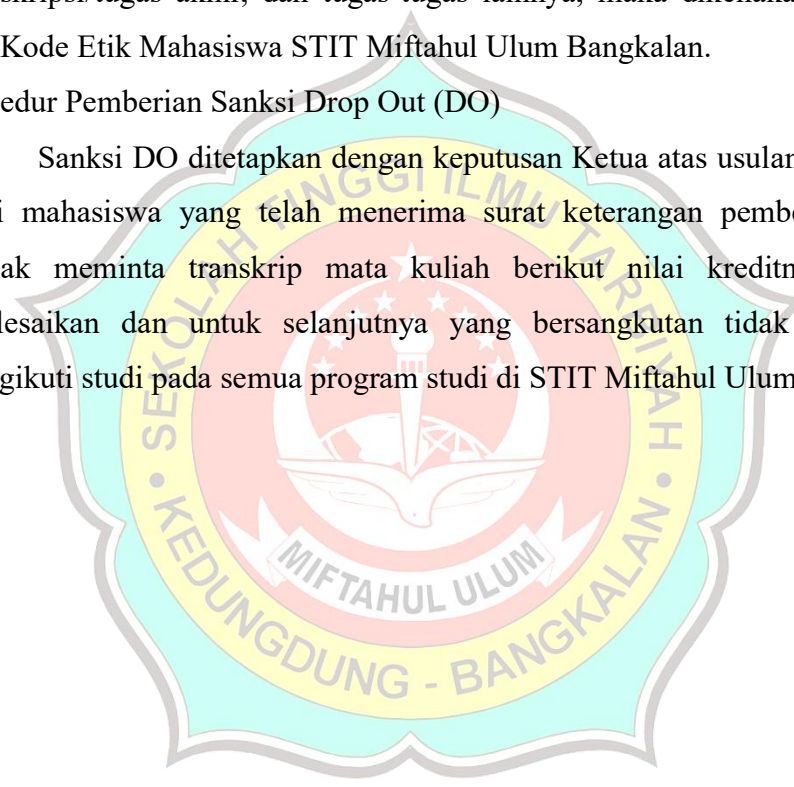 skripsi/tugas akhir, dan tugas-tugas lainnya, maka
Kode Etik Mahasiswa STIT Miftahul Ulum Bangkalan.
edur Pemberian Sanksi Drop Out (DO)
Sanksi DO ditetapkan dengan keputusan Ketua atas usulan
i mahasiswa yang telah menerima surat keterangan pembe
ak meminta transkrip mata kuliah berikut nilai kreditn
lesaikan dan untuk selanjutnya yang bersangkutan tidak
gikuti studi pada semua program studi di STIT Miftahul Ulum
SEKOLAH TINGGI ILMU TARBIYAH
MIFTAHUL ULUM
• KEDUNGDUNG - BANGKALAN •